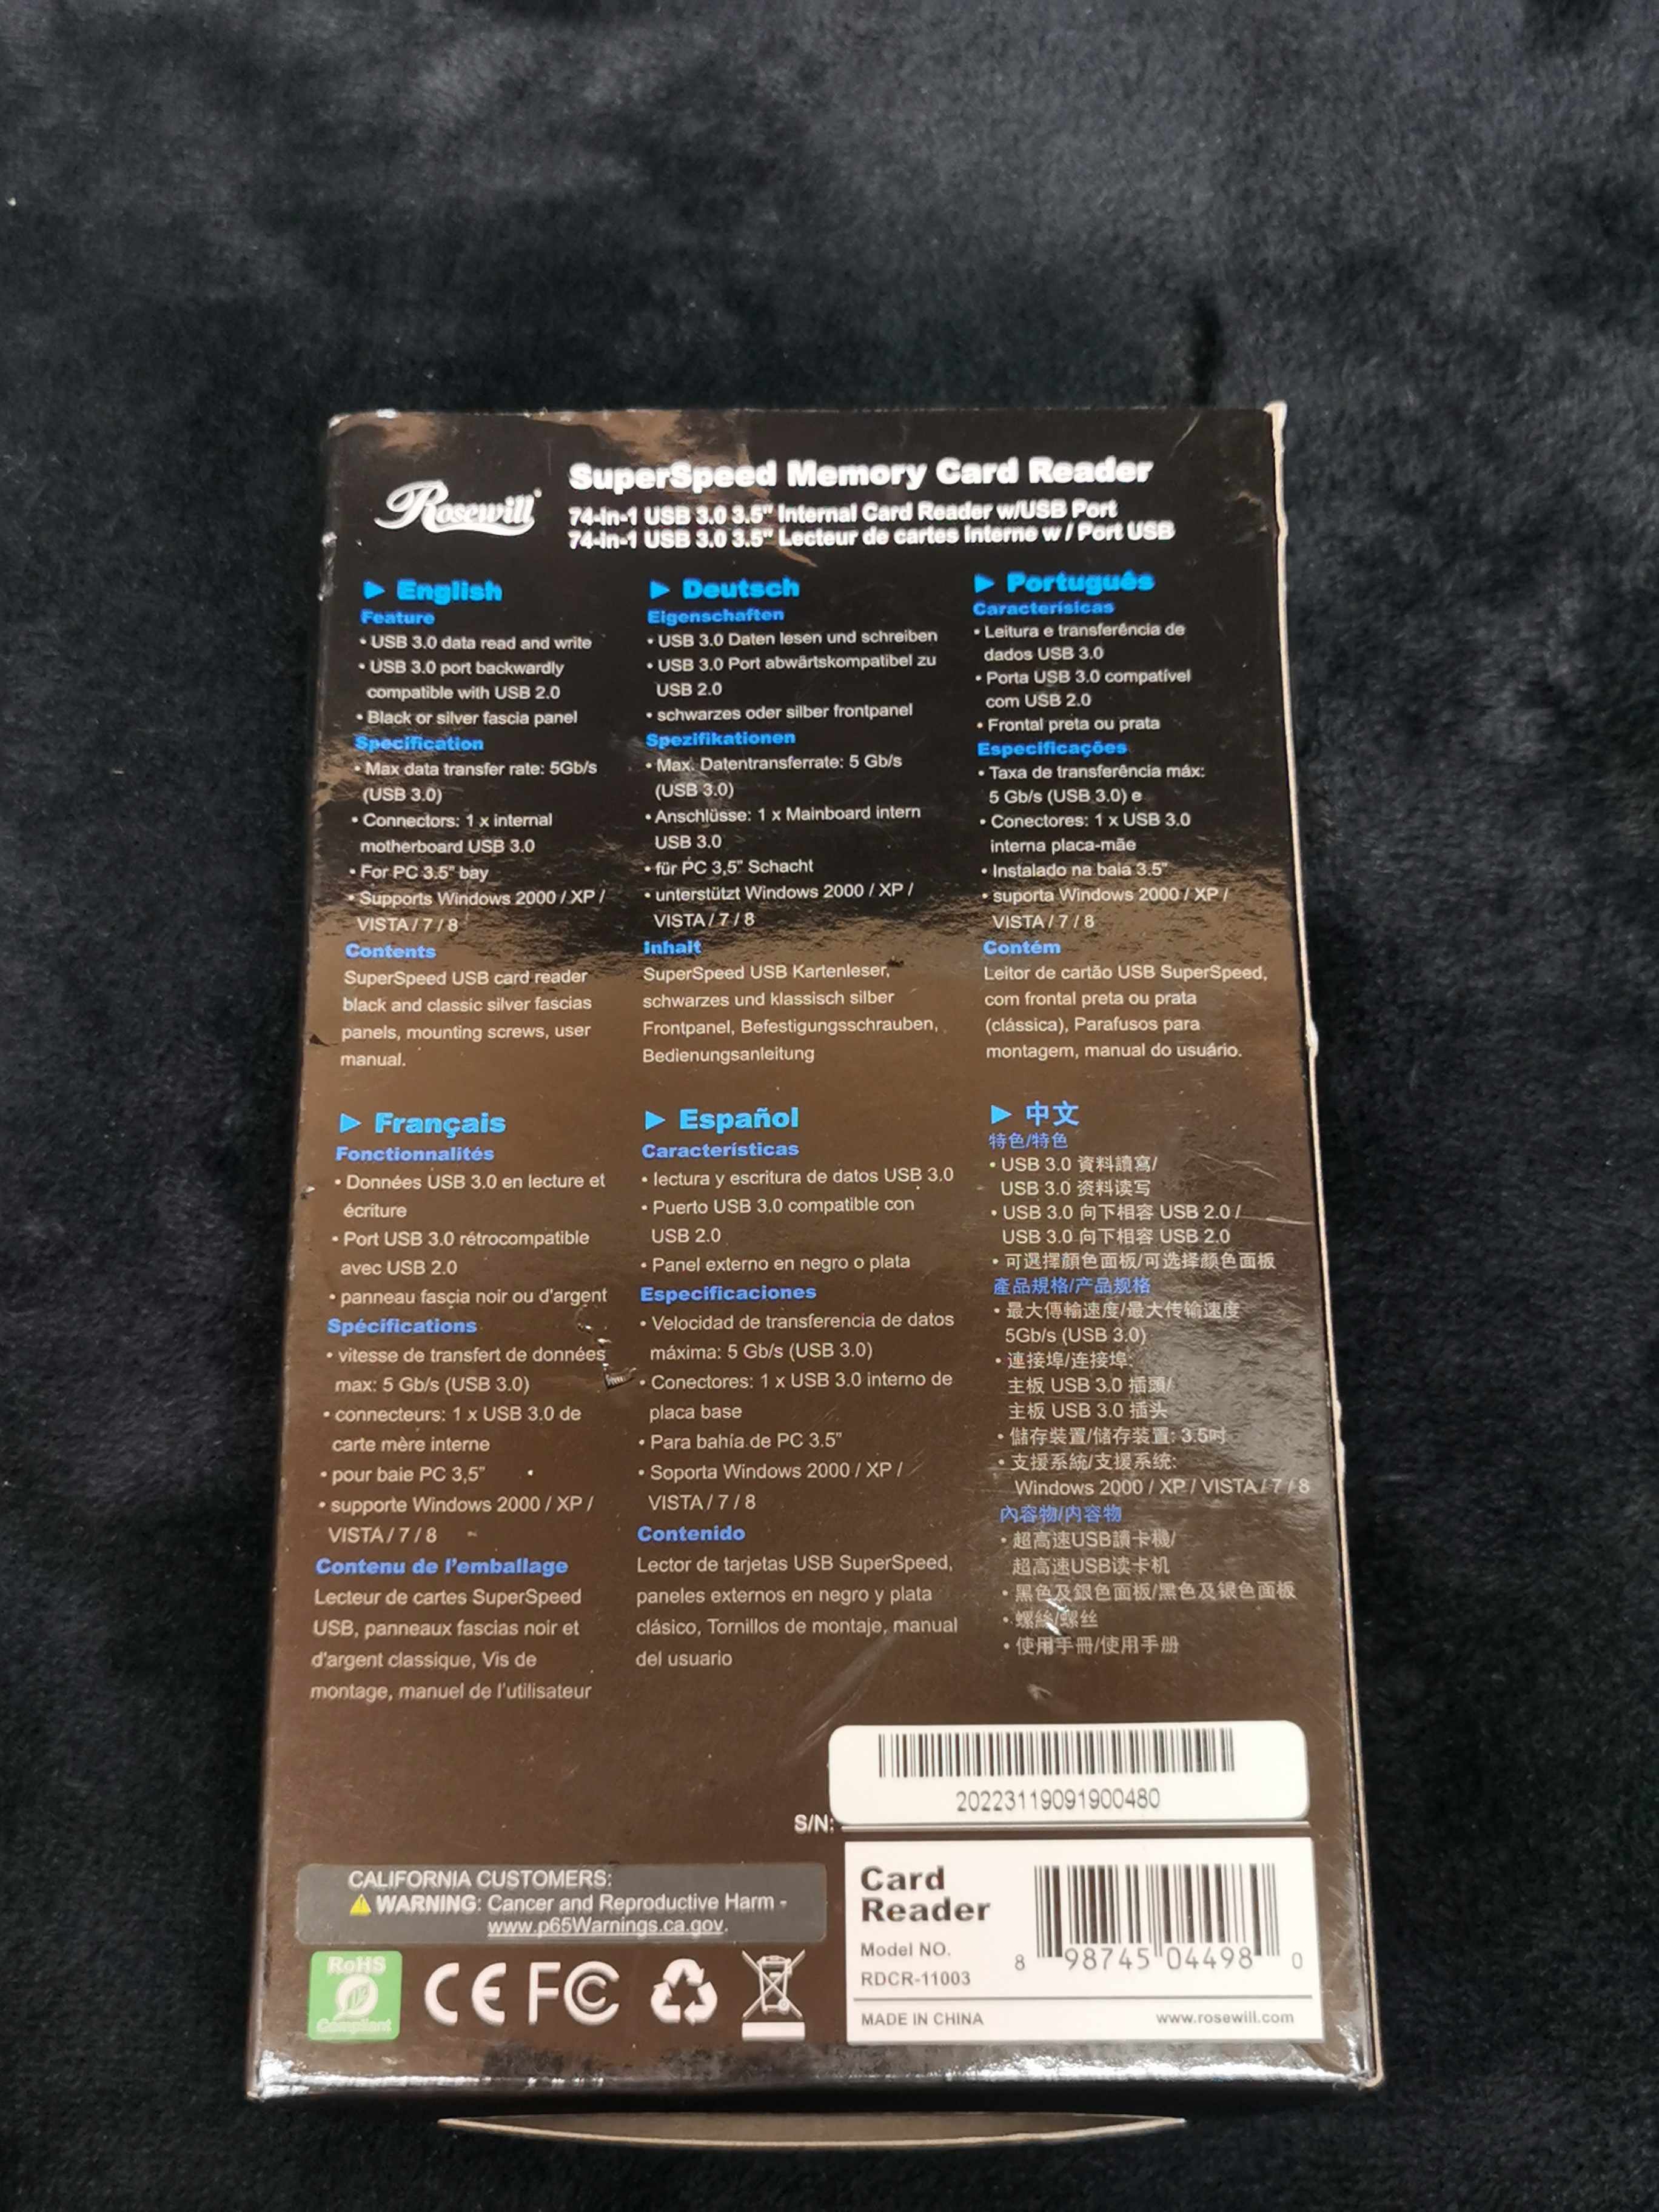 Rosewill
SuperSpeed Memory Card Reader
74-in-1 USB 3.0 3.5" Internal Card Reader w/USB Port
74-in-1 USB 3.0 3.5" Lecteur de cartes Interne w / Port USB
► English
Feature
• USB 3.0 data read and write
• USB 3.0 port backwardly
compatible with USB 2.0
• Black or silver fascia panel
Specification
• Max data transfer rate: 5Gb/s
(USB 3.0)
• Connectors: 1 x internal
motherboard USB 3.0
• For PC 3.5" bay
• Supports Windows 2000 / XP /
VISTA / 7 / 8
Contents
SuperSpeed USB card reader
black and classic silver fascias
panels, mounting screws, user
manual.
► Deutsch
Eigenschaften
• USB 3.0 Daten lesen und schreiben
• USB 3.0 Port abwärtskompatibel zu
USB 2.0
• schwarzes oder silber frontpanel
Spezifikationen
• Max. Datentransferrate: 5 Gb/s
(USB 3.0)
• Anschlüsse: 1 x Mainboard intern
USB 3.0
• für PC 3,5" Schacht
• unterstützt Windows 2000 / XP /
VISTA / 7 / 8
Inhalt
SuperSpeed USB Kartenleser,
schwarzes und klassisch silber
Frontpanel, Befestigungsschrauben,
Bedienungsanleitung
► Português
Caracterísicas
• Leitura e transferência de
dados USB 3.0
• Porta USB 3.0 compatível
com USB 2.0
• Frontal preta ou prata
Especificações
• Taxa de transferência máx:
5 Gb/s (USB 3.0) e
• Conectores: 1 x USB 3.0
interna placa-mãe
• Instalado na baia 3.5"
• suporta Windows 2000 / XP /
VISTA / 7 / 8
Contém
Leitor de cartão USB SuperSpeed,
com frontal preta ou prata
(clássica), Parafusos para
montagem, manual do usuário.
► Français
Fonctionnalités
• Données USB 3.0 en lecture et
écriture
• Port USB 3.0 rétrocompatible
avec USB 2.0
• panneau fascia noir ou d'argent
Spécifications
• vitesse de transfert de données
max: 5 Gb/s (USB 3.0)
• connecteurs: 1 x USB 3.0 de
carte mère interne
• pour baie PC 3,5"
• supporte Windows 2000 / XP /
VISTA / 7 / 8
Contenu de l'emballage
Lecteur de cartes SuperSpeed
USB, panneaux fascias noir et
d'argent classique, Vis de
montage, manuel de l'utilisateur
► Español
Características
• lectura y escritura de datos USB 3.0
• Puerto USB 3.0 compatible con
USB 2.0
• Panel externo en negro o plata
Especificaciones
• Velocidad de transferencia de datos
máxima: 5 Gb/s (USB 3.0)
• Conectores: 1 x USB 3.0 interno de
placa base
• Para bahía de PC 3.5"
• Soporta Windows 2000 / XP /
VISTA / 7 / 8
Contenido
Lector de tarjetas USB SuperSpeed,
paneles externos en negro y plata
clásico, Tornillos de montaje, manual
del usuario
► 中文
特色/特色
• USB 3.0 資料讀寫/
USB 3.0 资料读写
• USB 3.0 向下相容 USB 2.0 /
USB 3.0 向下相容 USB 2.0
• 可選擇顏色面板/可选择颜色面板
產品規格/产品规格
• 最大傳輸速度/最大传输速度
5Gb/s (USB 3.0)
• 連接埠/连接埠:
主板 USB 3.0 插頭/
主板 USB 3.0 插头
• 儲存裝置/储存装置: 3.5吋
• 支援系統/支援系统:
Windows 2000 / XP / VISTA / 7 / 8
內容物/内容物
• 超高速USB讀卡機/
超高速USB读卡机
• 黑色及銀色面板/黑色及銀色面板
• 螺絲/螺丝
• 使用手冊/使用手册
20223119091900480
S/N:
CALIFORNIA CUSTOMERS:
WARNING: Cancer and Reproductive Harm -
www.p65Warnings.ca.gov.
RoHS
Compliant
CE FC
Card
Reader
Model NO.
RDCR-11003
8 98745 04498 0
MADE IN CHINA
www.rosewill.com